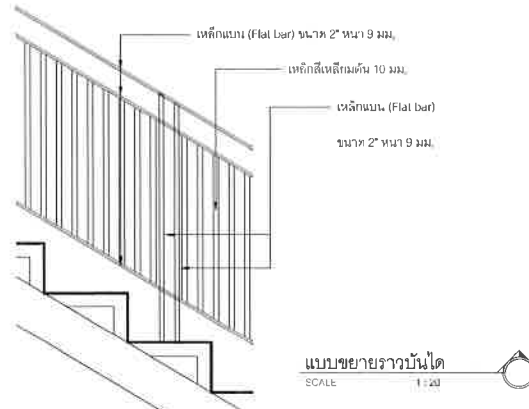 เหล็กแบน (Flat bar) ขนาด 2" หนา 9 มม.
เหล็กสี่เหลี่ยมตัน 10 มม.
เหล็กแบน (Flat bar)
ขนาด 2" หนา 9 มม.
แบบขยายราวบันได
SCALE 1:20